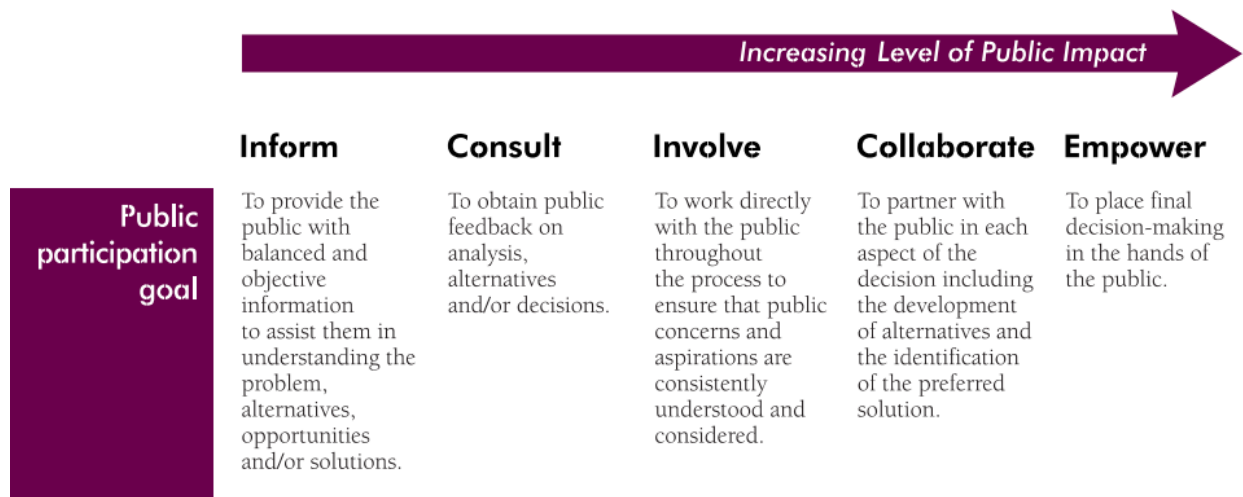 Increasing Level of Public Impact
Public
participation
goal
Inform
To provide the
public with
balanced and
objective
information
to assist them in
understanding the
problem,
alternatives,
opportunities
and/or solutions.
Consult
To obtain public
feedback on
analysis,
alternatives
and/or decisions.
Involve
To work directly
with the public
throughout
the process to
ensure that public
concerns and
aspirations are
consistently
understood and
considered.
Collaborate
To partner with
the public in each
aspect of the
decision including
the development
of alternatives and
the identification
of the preferred
solution.
Empower
To place final
decision-making
in the hands of
the public.